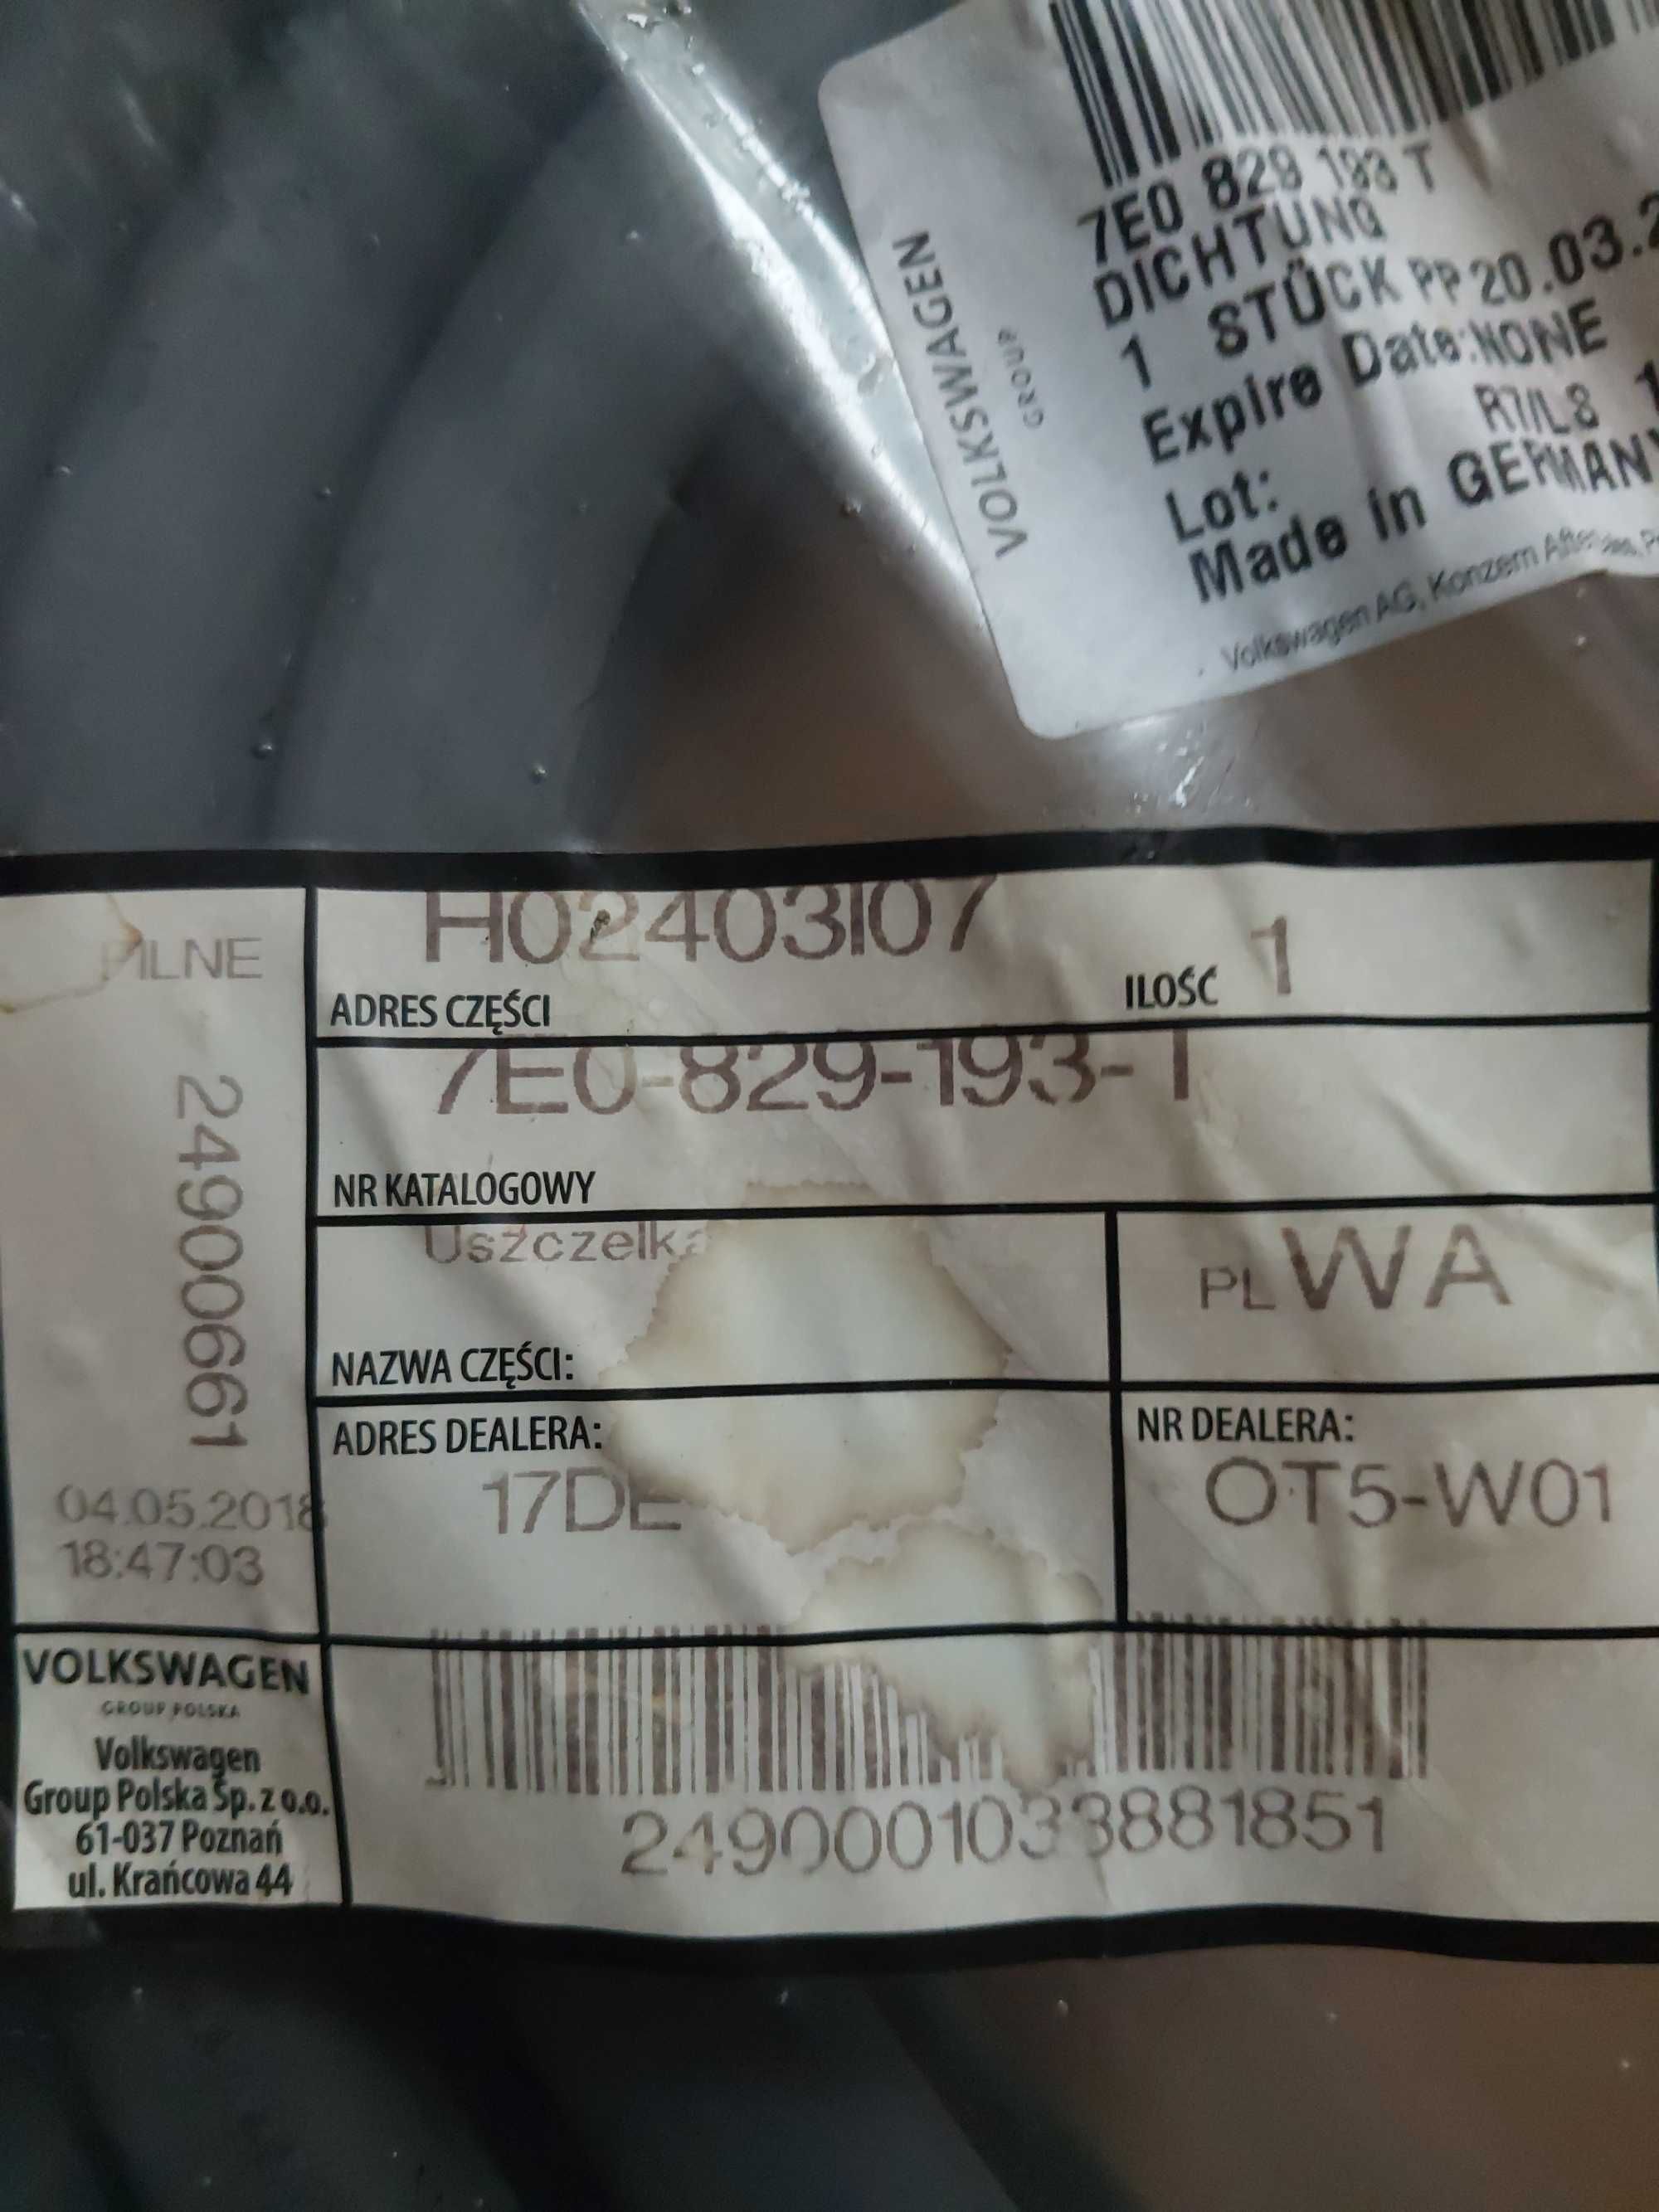 7E0 829 193 T
DICHTUNG
1 STÜCK PP 20.03.2
Expire Date:NONE
R7/L8 1
Lot:
Made in GERMANY
Volkswagen AG, Konzern
VOLKSWAGEN
GROUP
H02403I07
ADRES CZĘŚCI
ILOŚĆ 1
7E0-829-193-T
NR KATALOGOWY
Uszczelka
NAZWA CZĘŚCI:
PL WA
ADRES DEALERA:
17DE
NR DEALERA:
OT5-W01
PILNE
24900661
04.05.2018
18:47:03
VOLKSWAGEN
GROUP POLSKA
Volkswagen
Group Polska Sp. z o.o.
61-037 Poznań
ul. Krańcowa 44
2490001033881851